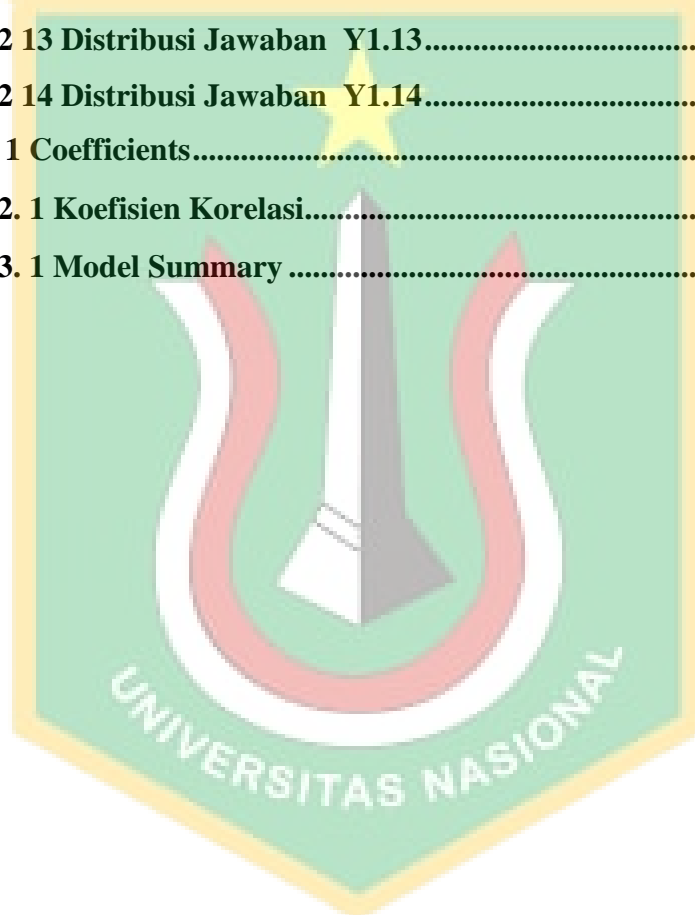 2 13 Distribusi Jawaban Y1.13......................................
2 14 Distribusi Jawaban Y1.14......................................
1 Coefficients....................................................................
2. 1 Koefisien Korelasi....................................................
3. 1 Model Summary ......................................................
UNIVERSITAS NASIONAL